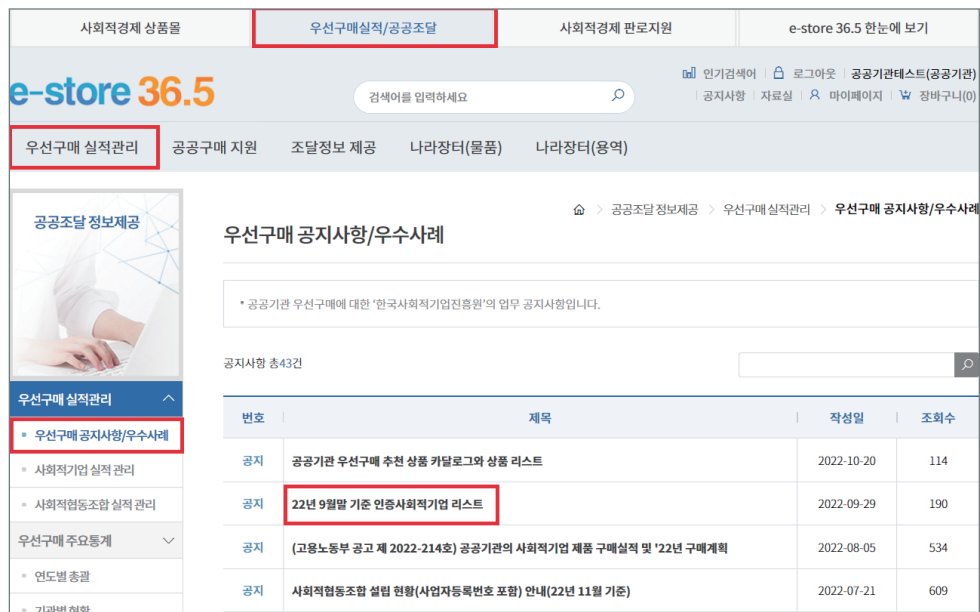 사회적경제 상품몰
우선구매실적/공공조달
사회적경제 판로지원
e-store 36.5 한눈에 보기
e-store 36.5
검색어를 입력하세요
인기검색어 로그아웃 공공기관테스트(공공기관)
공지사항 자료실 마이페이지 장바구니(0)
우선구매 실적관리 공공구매 지원 조달정보 제공 나라장터(물품) 나라장터(용역)
공공조달 정보제공
공공조달 정보제공 > 우선구매 실적관리 > 우선구매 공지사항/우수사례
우선구매 공지사항/우수사례
* 공공기관 우선구매에 대한 '한국사회적기업진흥원'의 업무 공지사항입니다.
공지사항 총43건
우선구매 실적관리
우선구매 공지사항/우수사례
사회적기업 실적 관리
사회적협동조합 실적 관리
우선구매 주요통계
연도별 총괄
기관별 현황
번호 제목 작성일 조회수
공지 공공기관 우선구매 추천 상품 카달로그와 상품 리스트 2022-10-20 114
공지 22년 9월말 기준 인증사회적기업 리스트 2022-09-29 190
공지 (고용노동부 공고 제 2022-214호) 공공기관의 사회적기업 제품 구매실적 및 '22년 구매계획 2022-08-05 534
공지 사회적협동조합 설립 현황(사업자등록번호 포함) 안내(22년 11월 기준) 2022-07-21 609